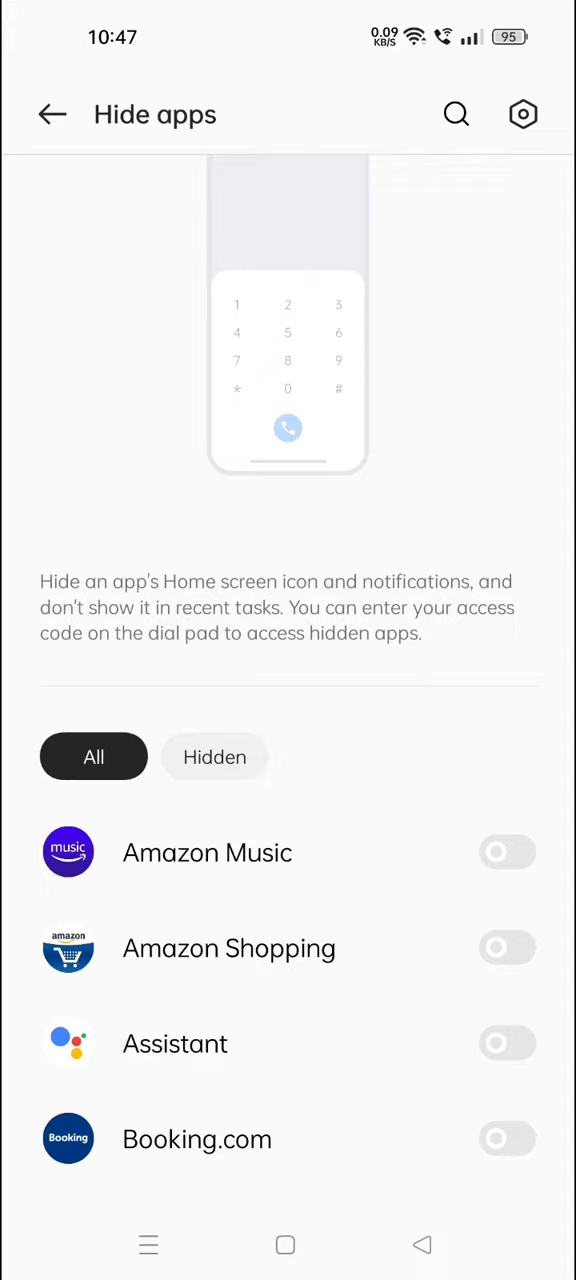 10:47
0.09
KB/S
95
Hide apps
1 2 3
4 5 6
7 8 9
* 0 #
Hide an app's Home screen icon and notifications, and
don't show it in recent tasks. You can enter your access
code on the dial pad to access hidden apps.
All
Hidden
music
Amazon Music
amazon
Amazon Shopping
Assistant
Booking
Booking.com